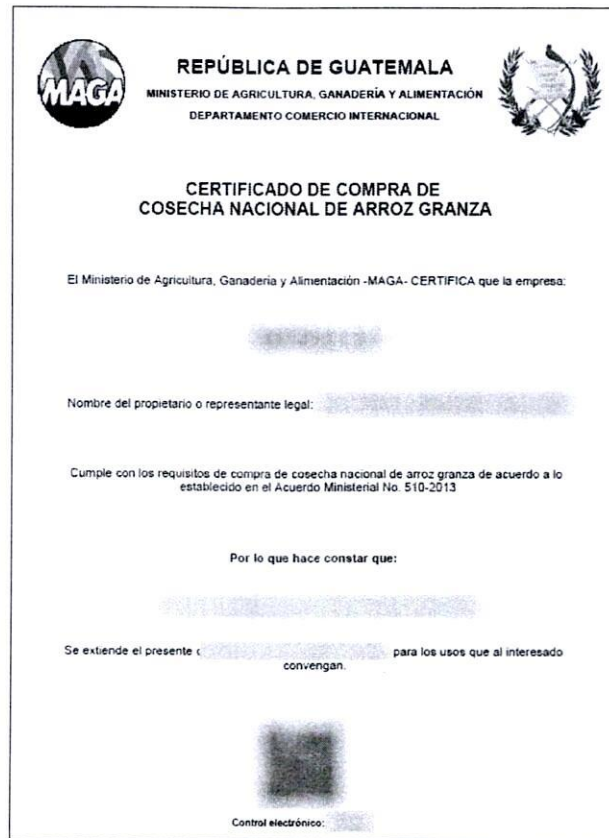 MAGA
REPÚBLICA DE GUATEMALA
MINISTERIO DE AGRICULTURA, GANADERÍA Y ALIMENTACIÓN
DEPARTAMENTO COMERCIO INTERNACIONAL
CERTIFICADO DE COMPRA DE
COSECHA NACIONAL DE ARROZ GRANZA
El Ministerio de Agricultura, Ganadería y Alimentación -MAGA- CERTIFICA que la empresa:
Nombre del propietario o representante legal:
Cumple con los requisitos de compra de cosecha nacional de arroz granza de acuerdo a lo
establecido en el Acuerdo Ministerial No. 510-2013
Por lo que hace constar que:
Se extiende el presente para los usos que al interesado
convengan.
Control electrónico: